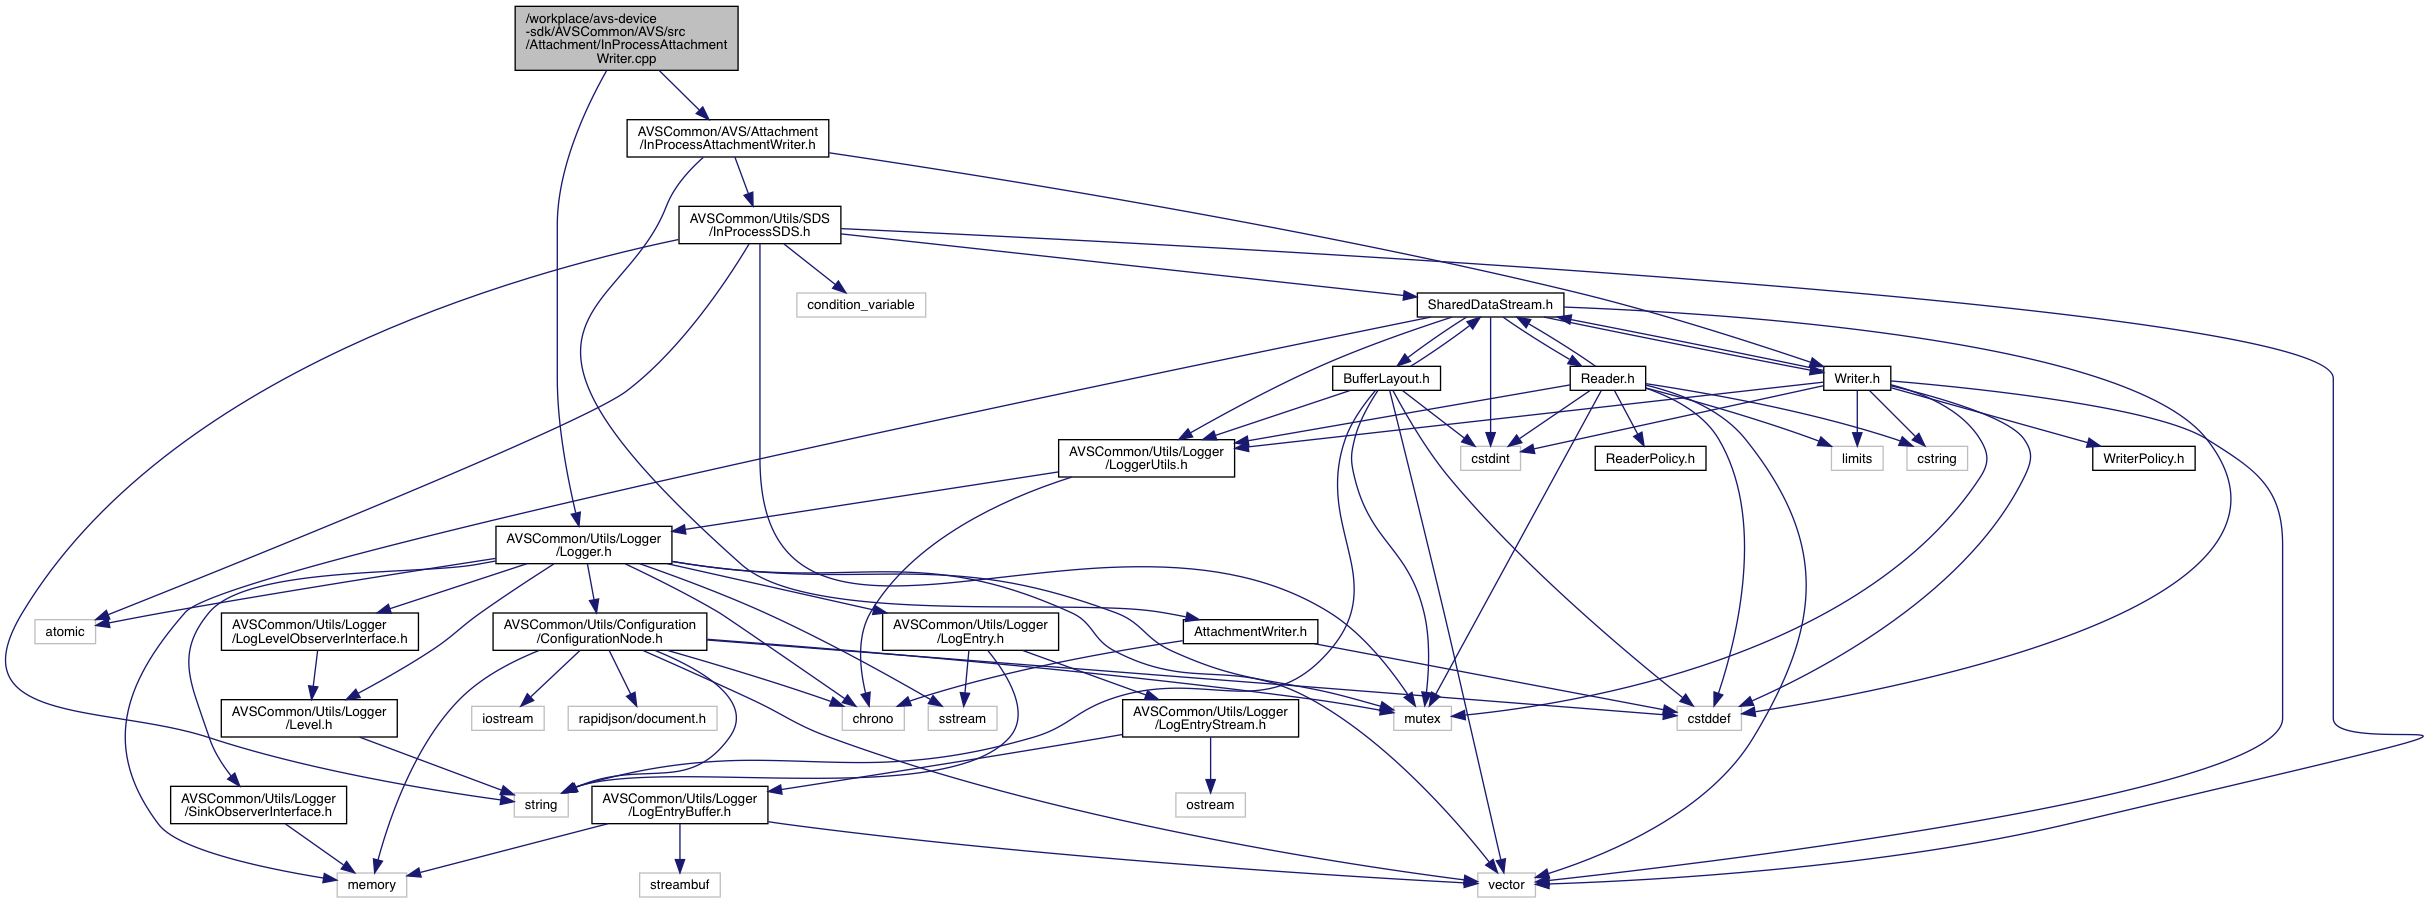 /workplace/avs-device
-sdk/AVSCommon/AVS/src
/Attachment/InProcessAttachment
Writer.cpp
AVSCommon/AVS/Attachment
/InProcessAttachmentWriter.h
AVSCommon/Utils/SDS
/InProcessSDS.h
condition_variable
SharedDataStream.h
BufferLayout.h
Reader.h
Writer.h
AVSCommon/Utils/Logger
/LoggerUtils.h
cstdint
ReaderPolicy.h
limits
cstring
WriterPolicy.h
AVSCommon/Utils/Logger
/Logger.h
atomic
AVSCommon/Utils/Logger
/LogLevelObserverInterface.h
AVSCommon/Utils/Configuration
/ConfigurationNode.h
AVSCommon/Utils/Logger
/LogEntry.h
AttachmentWriter.h
AVSCommon/Utils/Logger
/Level.h
iostream
rapidjson/document.h
chrono
sstream
AVSCommon/Utils/Logger
/LogEntryStream.h
mutex
cstddef
AVSCommon/Utils/Logger
/SinkObserverInterface.h
string
AVSCommon/Utils/Logger
/LogEntryBuffer.h
ostream
memory
streambuf
vector